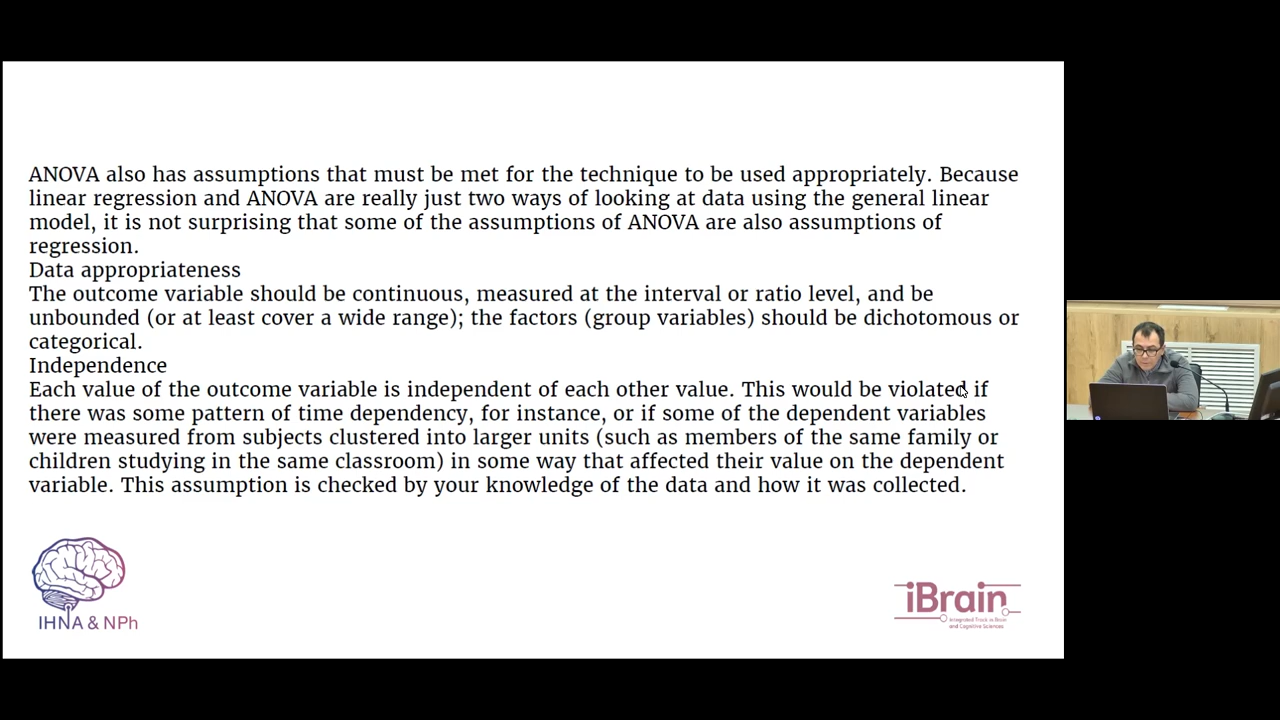 ANOVA also has assumptions that must be met for the technique to be used appropriately. Because
linear regression and ANOVA are really just two ways of looking at data using the general linear
model, it is not surprising that some of the assumptions of ANOVA are also assumptions of
regression.
Data appropriateness
The outcome variable should be continuous, measured at the interval or ratio level, and be
unbounded (or at least cover a wide range); the factors (group variables) should be dichotomous or
categorical.
Independence
Each value of the outcome variable is independent of each other value. This would be violated if
there was some pattern of time dependency, for instance, or if some of the dependent variables
were measured from subjects clustered into larger units (such as members of the same family or
children studying in the same classroom) in some way that affected their value on the dependent
variable. This assumption is checked by your knowledge of the data and how it was collected.
IHNA & NPh
iBrain
Integrated Track in Brain
and Cognitive Sciences